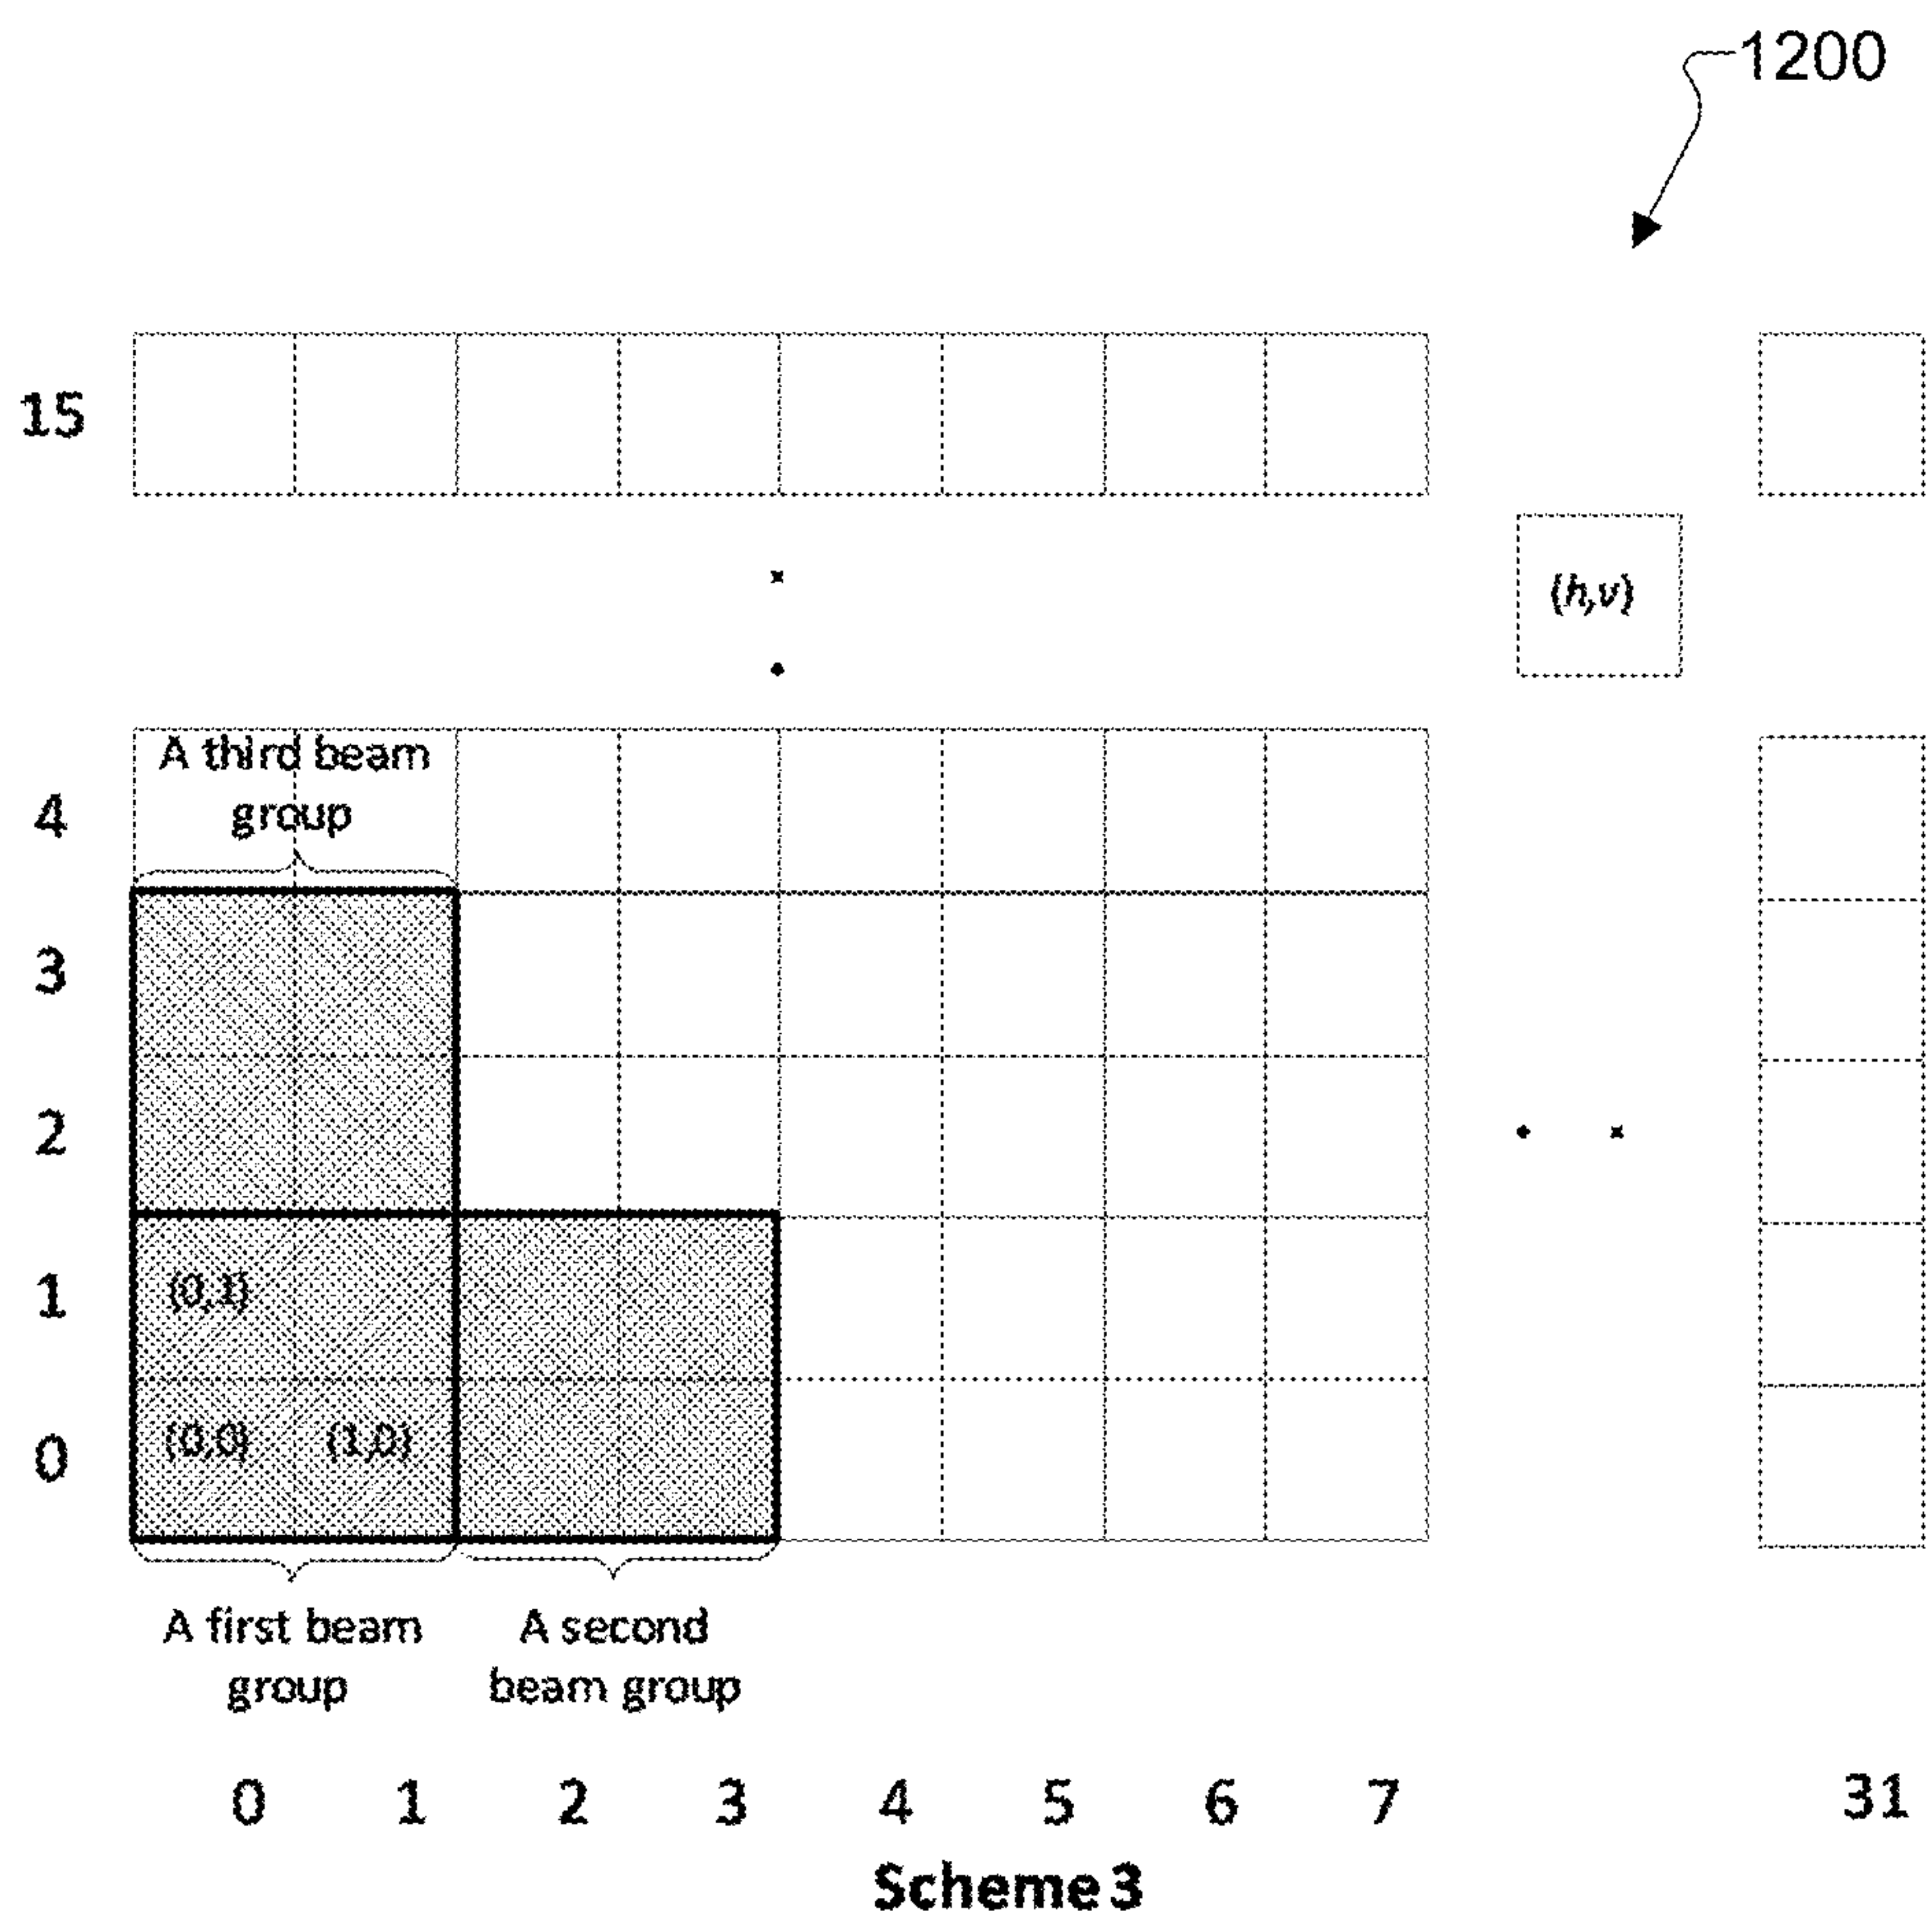 1200
15
(h,v)
A third beam
group
4
3
2
1
(0,1)
0
(0,0) (1,0)
A first beam
group
A second
beam group
0 1 2 3 4 5 6 7 31
Scheme 3